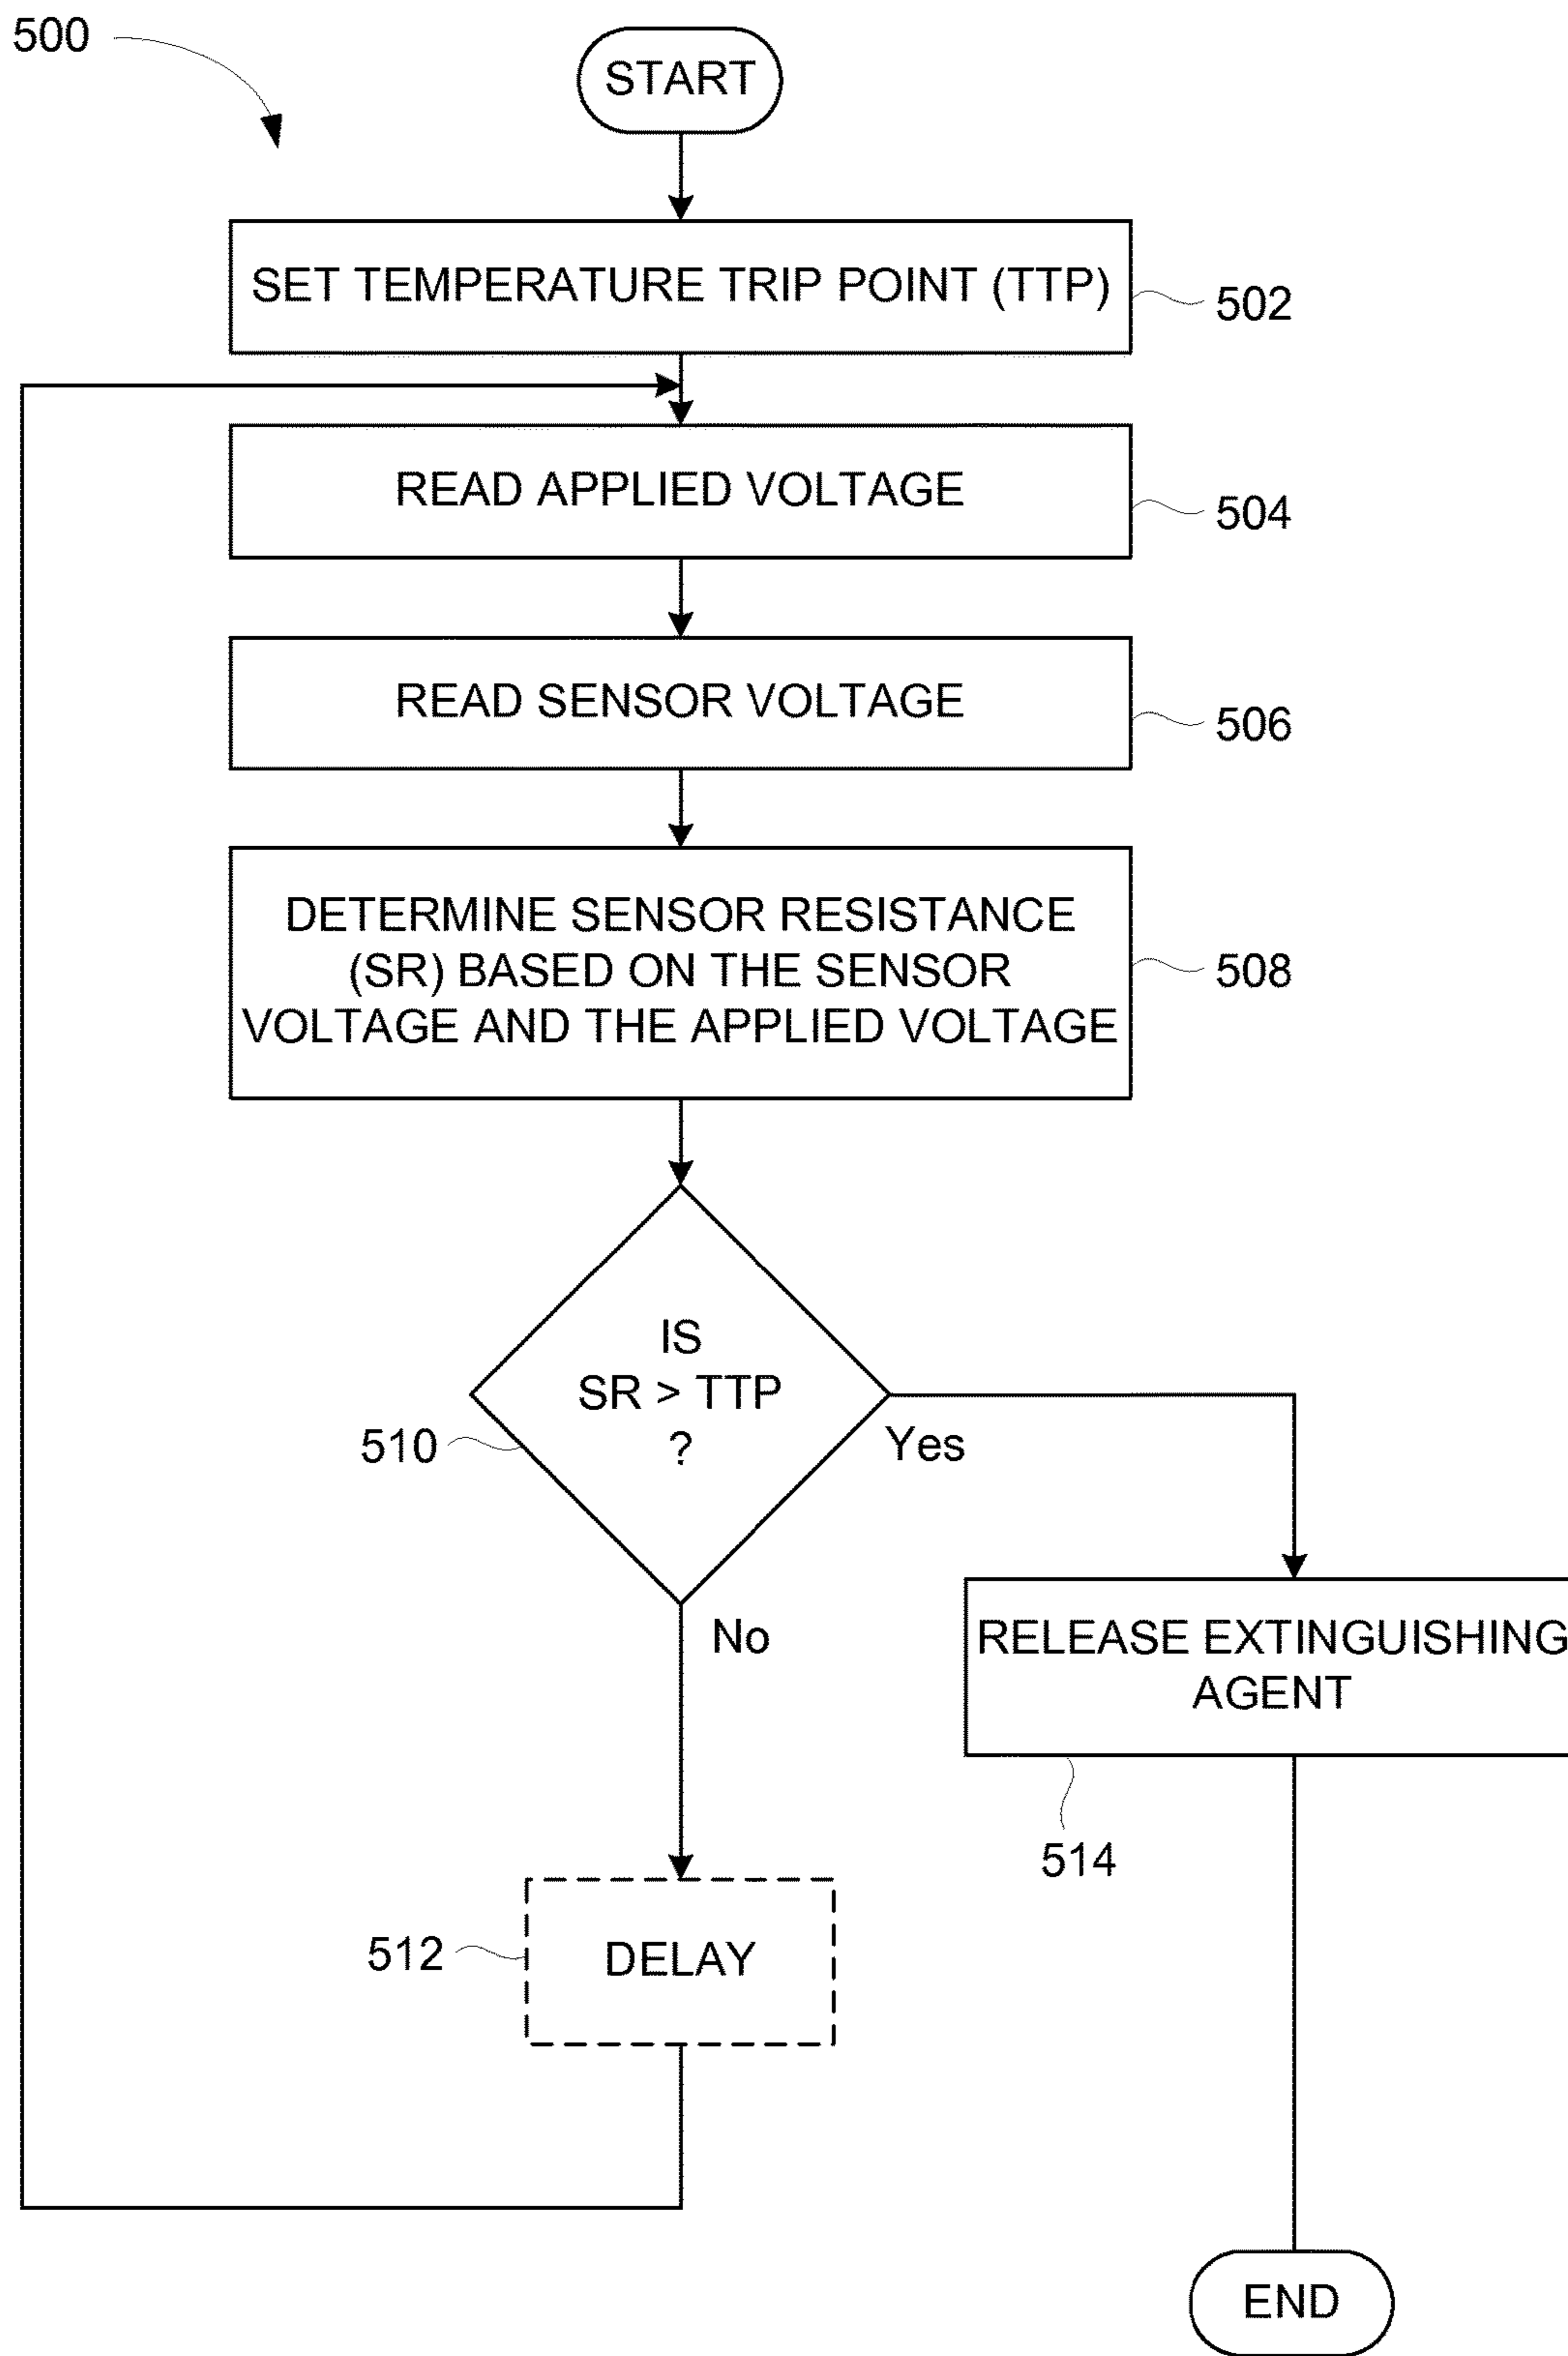 500
START
SET TEMPERATURE TRIP POINT (TTP)
502
READ APPLIED VOLTAGE
504
READ SENSOR VOLTAGE
506
DETERMINE SENSOR RESISTANCE
(SR) BASED ON THE SENSOR
VOLTAGE AND THE APPLIED VOLTAGE
508
IS
SR > TTP
?
510
Yes
No
RELEASE EXTINGUISHING
AGENT
514
512
DELAY
END